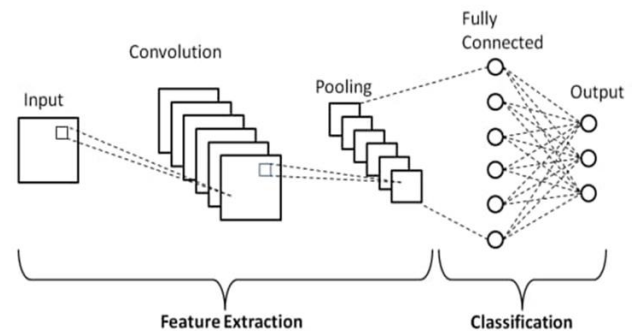 Input
Convolution
Pooling
Fully
Connected
Output
Feature Extraction
Classification